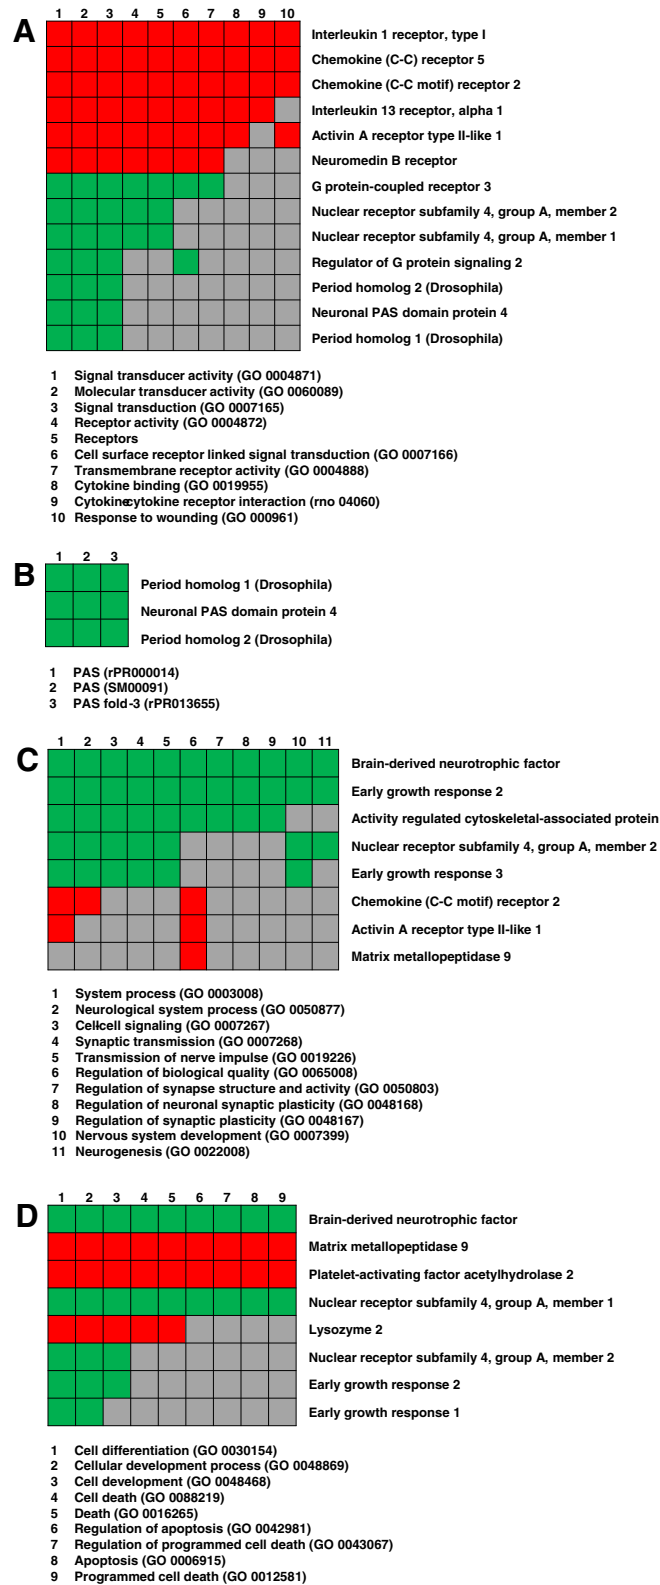 A
1 2 3 4 5 6 7 8 9 10
Interleukin 1 receptor, type I
Chemokine (C-C) receptor 5
Chemokine (C-C motif) receptor 2
Interleukin 13 receptor, alpha 1
Activin A receptor type II-like 1
Neuromedin B receptor
G protein-coupled receptor 3
Nuclear receptor subfamily 4, group A, member 2
Nuclear receptor subfamily 4, group A, member 1
Regulator of G protein signaling 2
Period homolog 2 (Drosophila)
Neuronal PAS domain protein 4
Period homolog 1 (Drosophila)
1 Signal transducer activity (GO 0004871)
2 Molecular transducer activity (GO 0060089)
3 Signal transduction (GO 0007165)
4 Receptor activity (GO 0004872)
5 Receptors
6 Cell surface receptor linked signal transduction (GO 0007166)
7 Transmembrane receptor activity (GO 0004888)
8 Cytokine binding (GO 0019955)
9 Cytokine-cytokine receptor interaction (rno 04060)
10 Response to wounding (GO 000961)
B
1 2 3
Period homolog 1 (Drosophila)
Neuronal PAS domain protein 4
Period homolog 2 (Drosophila)
1 PAS (rPR000014)
2 PAS (SM00091)
3 PAS fold-3 (rPR013655)
C
1 2 3 4 5 6 7 8 9 10 11
Brain-derived neurotrophic factor
Early growth response 2
Activity regulated cytoskeletal-associated protein
Nuclear receptor subfamily 4, group A, member 2
Early growth response 3
Chemokine (C-C motif) receptor 2
Activin A receptor type II-like 1
Matrix metallopeptidase 9
1 System process (GO 0003008)
2 Neurological system process (GO 0050877)
3 Cell-cell signaling (GO 0007267)
4 Synaptic transmission (GO 0007268)
5 Transmission of nerve impulse (GO 0019226)
6 Regulation of biological quality (GO 0065008)
7 Regulation of synapse structure and activity (GO 0050803)
8 Regulation of neuronal synaptic plasticity (GO 0048168)
9 Regulation of synaptic plasticity (GO 0048167)
10 Nervous system development (GO 0007399)
11 Neurogenesis (GO 0022008)
D
1 2 3 4 5 6 7 8 9
Brain-derived neurotrophic factor
Matrix metallopeptidase 9
Platelet-activating factor acetylhydrolase 2
Nuclear receptor subfamily 4, group A, member 1
Lysozyme 2
Nuclear receptor subfamily 4, group A, member 2
Early growth response 2
Early growth response 1
1 Cell differentiation (GO 0030154)
2 Cellular development process (GO 0048869)
3 Cell development (GO 0048468)
4 Cell death (GO 0088219)
5 Death (GO 0016265)
6 Regulation of apoptosis (GO 0042981)
7 Regulation of programmed cell death (GO 0043067)
8 Apoptosis (GO 0006915)
9 Programmed cell death (GO 0012581)